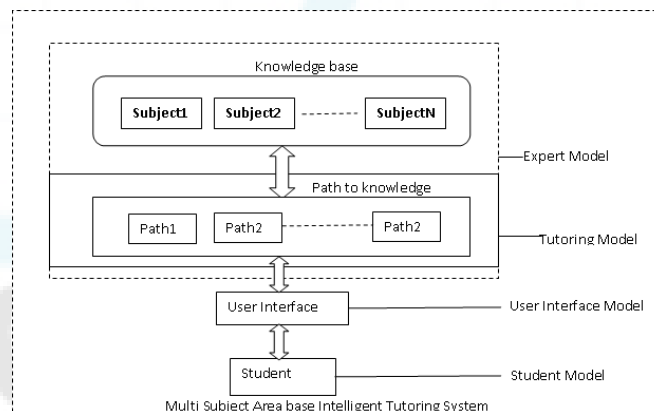 Knowledge base
Subject1 Subject2 SubjectN
Expert Model
Path to knowledge
Path1 Path2 Path2
Tutoring Model
User Interface
User Interface Model
Student
Student Model
Multi Subject Area base Intelligent Tutoring System